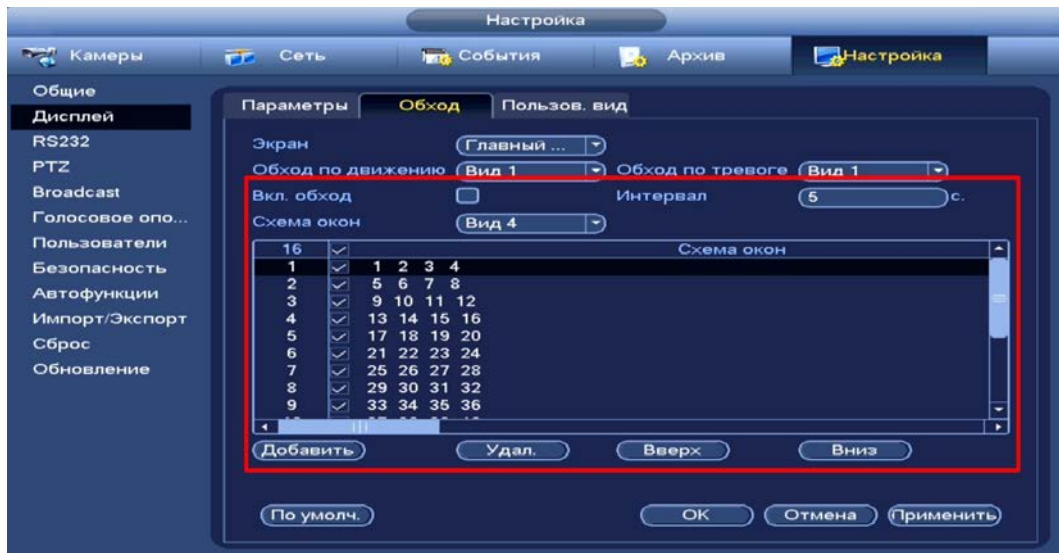 Настройка
Камеры Сеть События Архив Настройка
Общие
Дисплей
RS232
PTZ
Broadcast
Голосовое опо...
Пользователи
Безопасность
Автофункции
Импорт/Экспорт
Сброс
Обновление
Параметры Обход Пользов. вид
Экран Главный ...
Обход по движению Вид 1 Обход по тревоге Вид 1
Вкл. обход Интервал 5 с.
Схема окон Вид 4
16 Схема окон
1 1 2 3 4
2 5 6 7 8
3 9 10 11 12
4 13 14 15 16
5 17 18 19 20
6 21 22 23 24
7 25 26 27 28
8 29 30 31 32
9 33 34 35 36
Добавить Удал. Вверх Вниз
По умолч. OK Отмена Применить